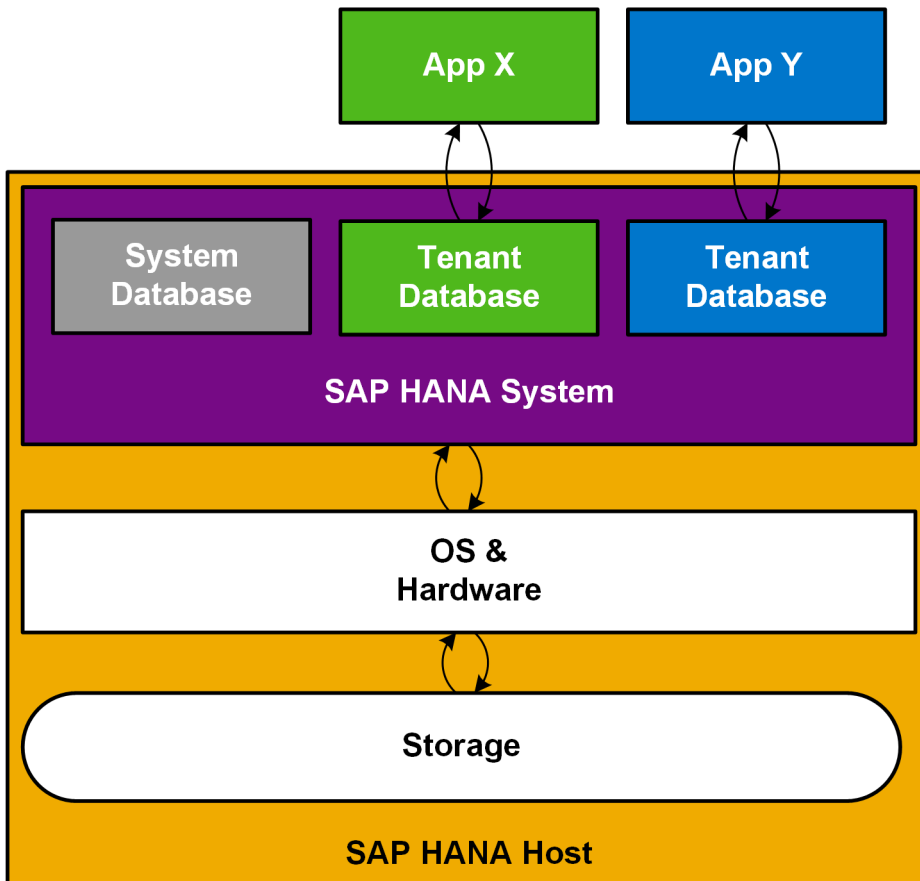 App X
App Y
System
Database
Tenant
Database
Tenant
Database
SAP HANA System
OS &
Hardware
Storage
SAP HANA Host